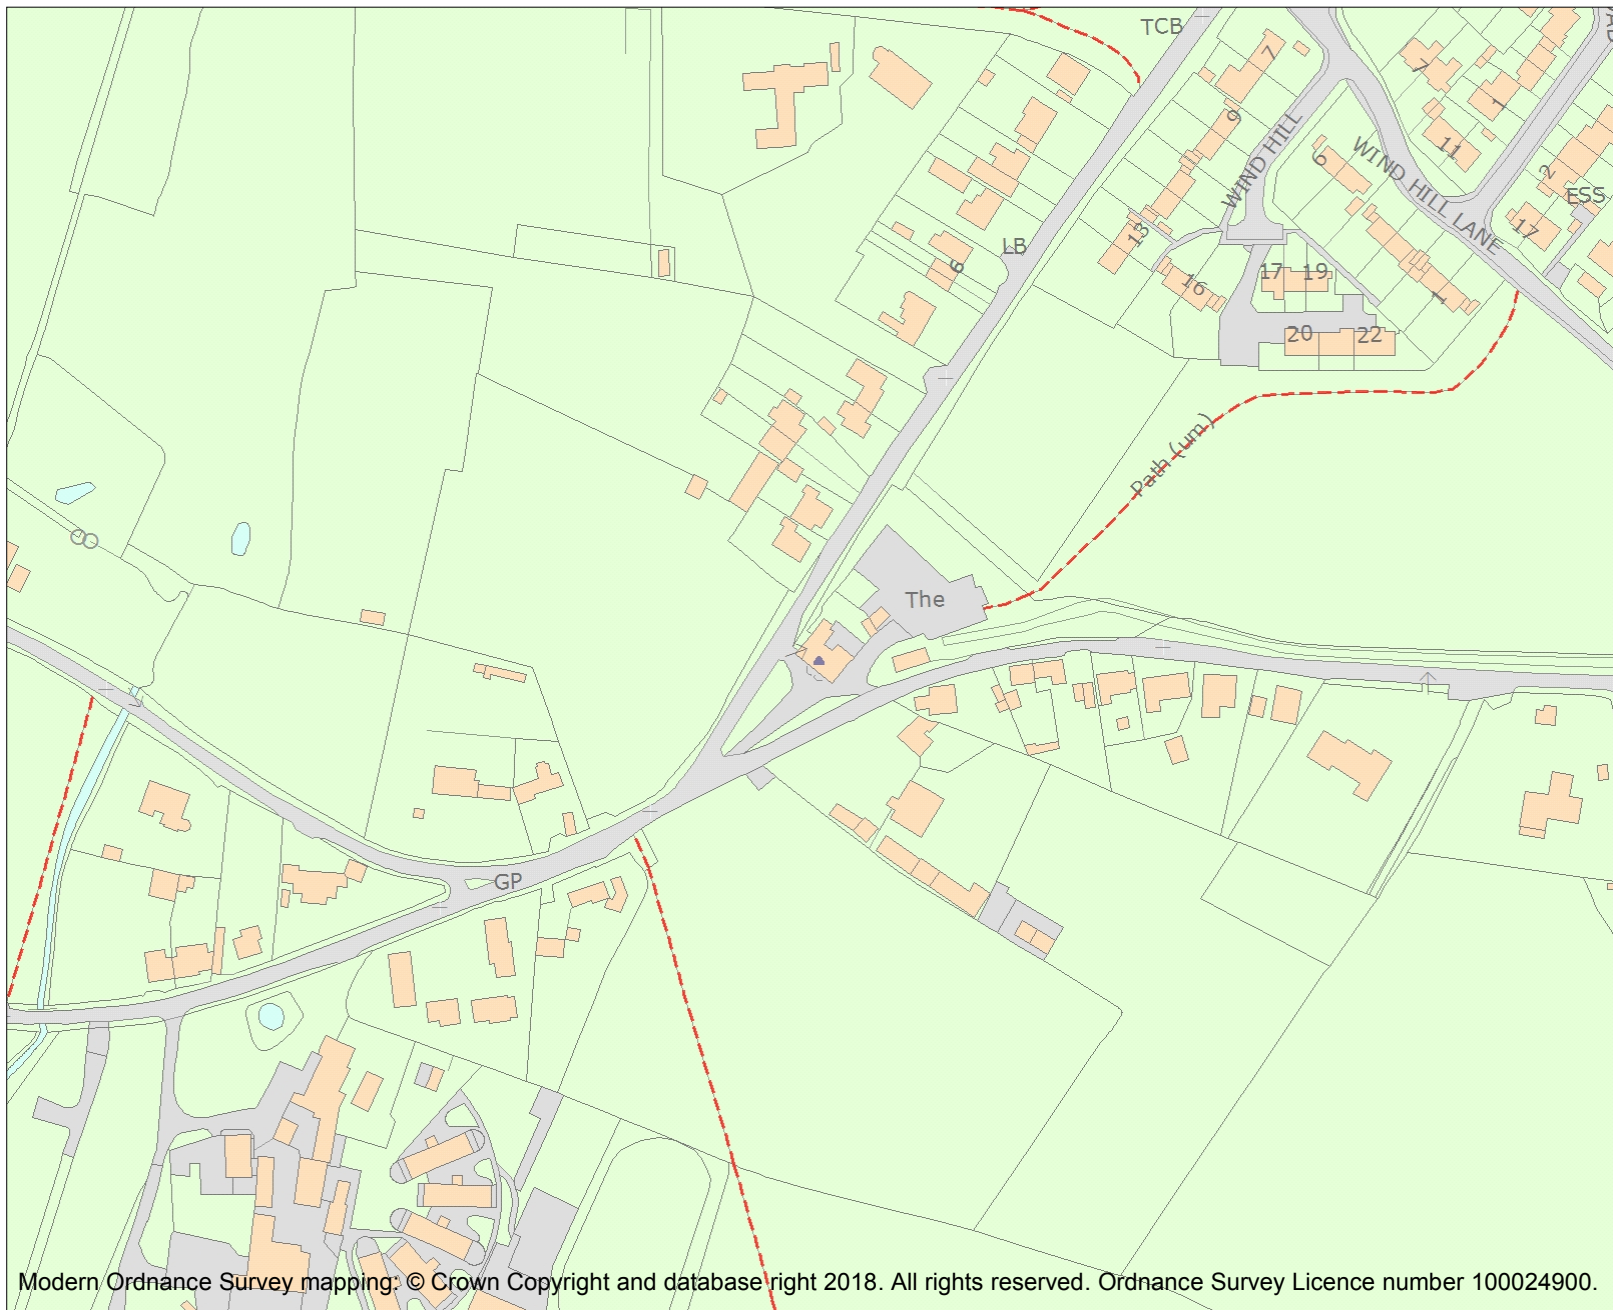 TCB
7
7
1
9
11
6
WIND HILL
WIND HILL LANE
2
ESS
17
13
LB
6
16
17
19
1
20
22
Path (um)
The
GP
Modern Ordnance Survey mapping: © Crown Copyright and database right 2018. All rights reserved. Ordnance Survey Licence number 100024900.